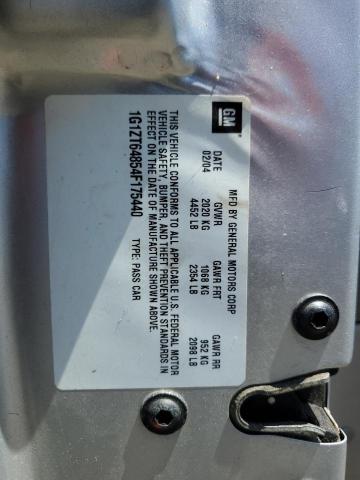 GM
MFD BY GENERAL MOTORS CORP
DATE GVWR GAWR FRT GAWR RR
02/04 2020 KG 1068 KG 952 KG
4452 LB 2354 LB 2098 LB
THIS VEHICLE CONFORMS TO ALL APPLICABLE U.S. FEDERAL MOTOR
VEHICLE SAFETY, BUMPER, AND THEFT PREVENTION STANDARDS IN
EFFECT ON THE DATE OF MANUFACTURE SHOWN ABOVE.
1G1ZT64854F175440 TYPE: PASS CAR